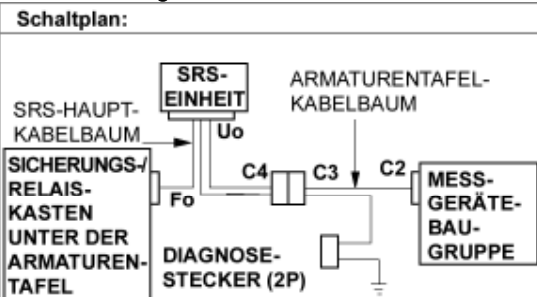 Schaltplan:
SRS-
EINHEIT
ARMATURENTAFEL-
KABELBAUM
SRS-HAUPT-
KABELBAUM
Uo
SICHERUNGS-/
RELAIS-
KASTEN
UNTER DER
ARMATUREN-
TAFEL
Fo
C4
C3
C2
MESS-
GERÄTE-
BAU-
GRUPPE
DIAGNOSE-
STECKER (2P)